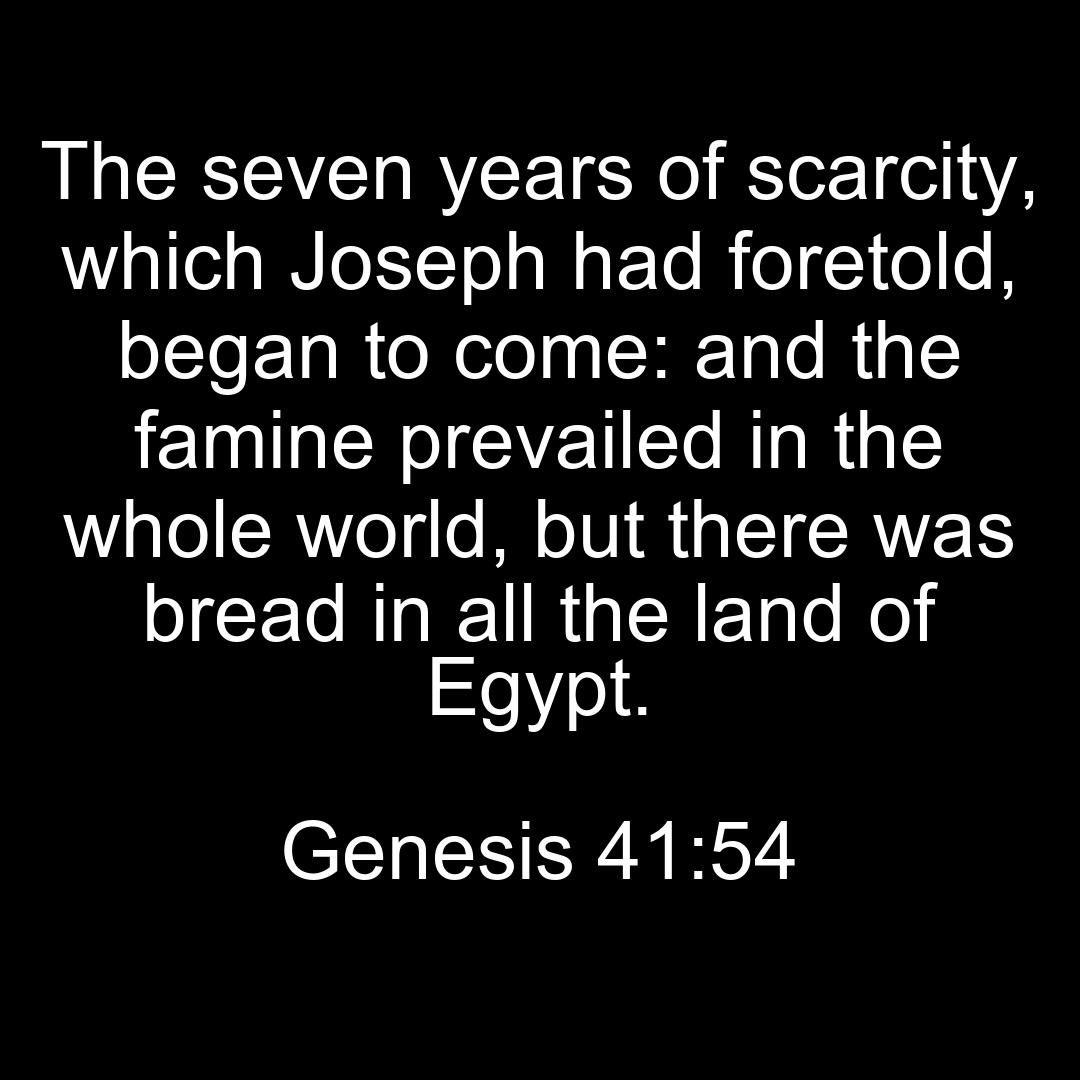 The seven years of scarcity,
which Joseph had foretold,
began to come: and the
famine prevailed in the
whole world, but there was
bread in all the land of
Egypt.
Genesis 41:54